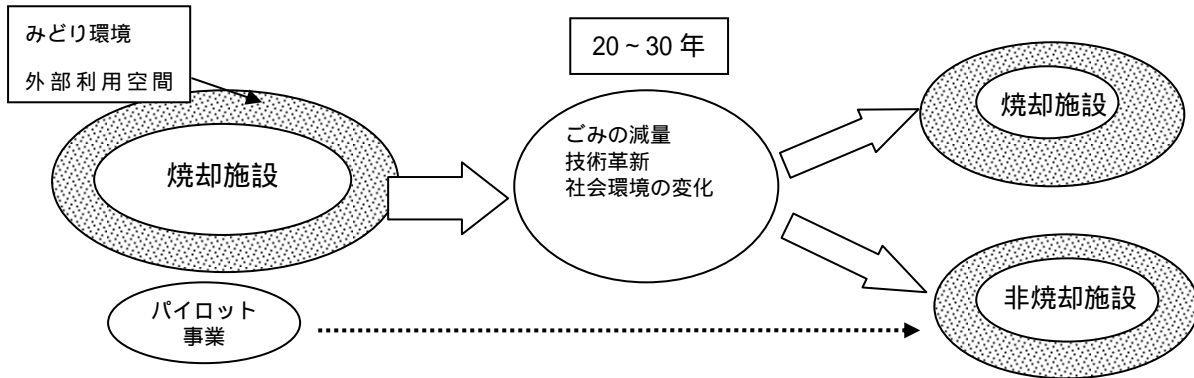 みどり環境
外部利用空間
20~30年
焼却施設
ごみの減量
技術革新
社会環境の変化
焼却施設
パイロット
事業
非焼却施設